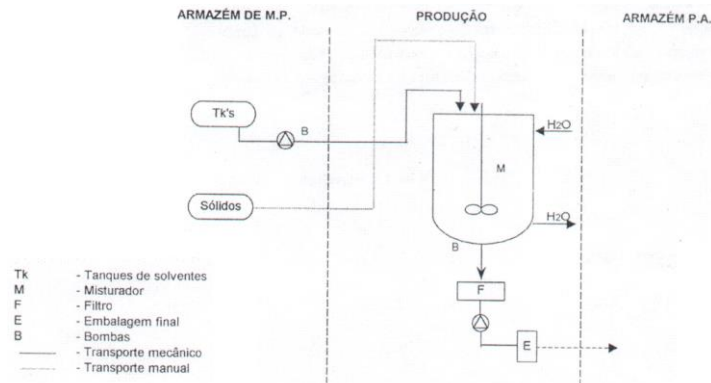 ARMAZÉM DE M.P.
PRODUÇÂO
ARMAZÉM P.A.
Tk's
B
H2O
M
Sólidos
H2O
B
F
E
Tk - Tanques de solventes
M - Misturador
F - Filtro
E - Embalagem final
B - Bombas
- Transporte mecânico
- Transporte manual